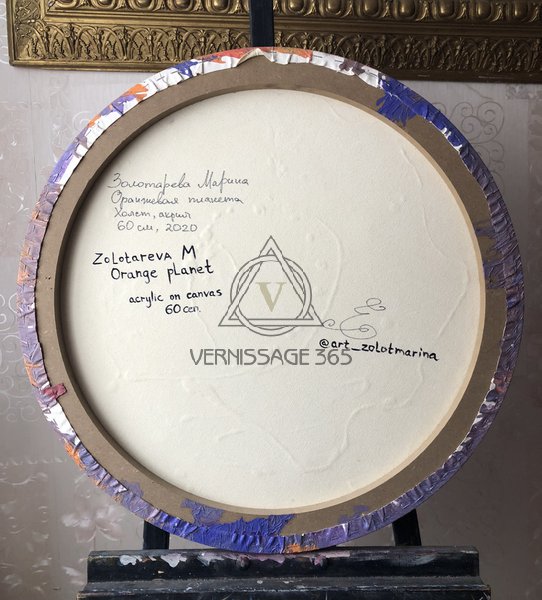 Золотарева Марина
Оранжевая планета
Холст, акрил
60 см, 2020
Zolotareva M
Orange planet
acrylic on canvas
60 cm.
V
VERNISSAGE 365
@art_zolotmarina